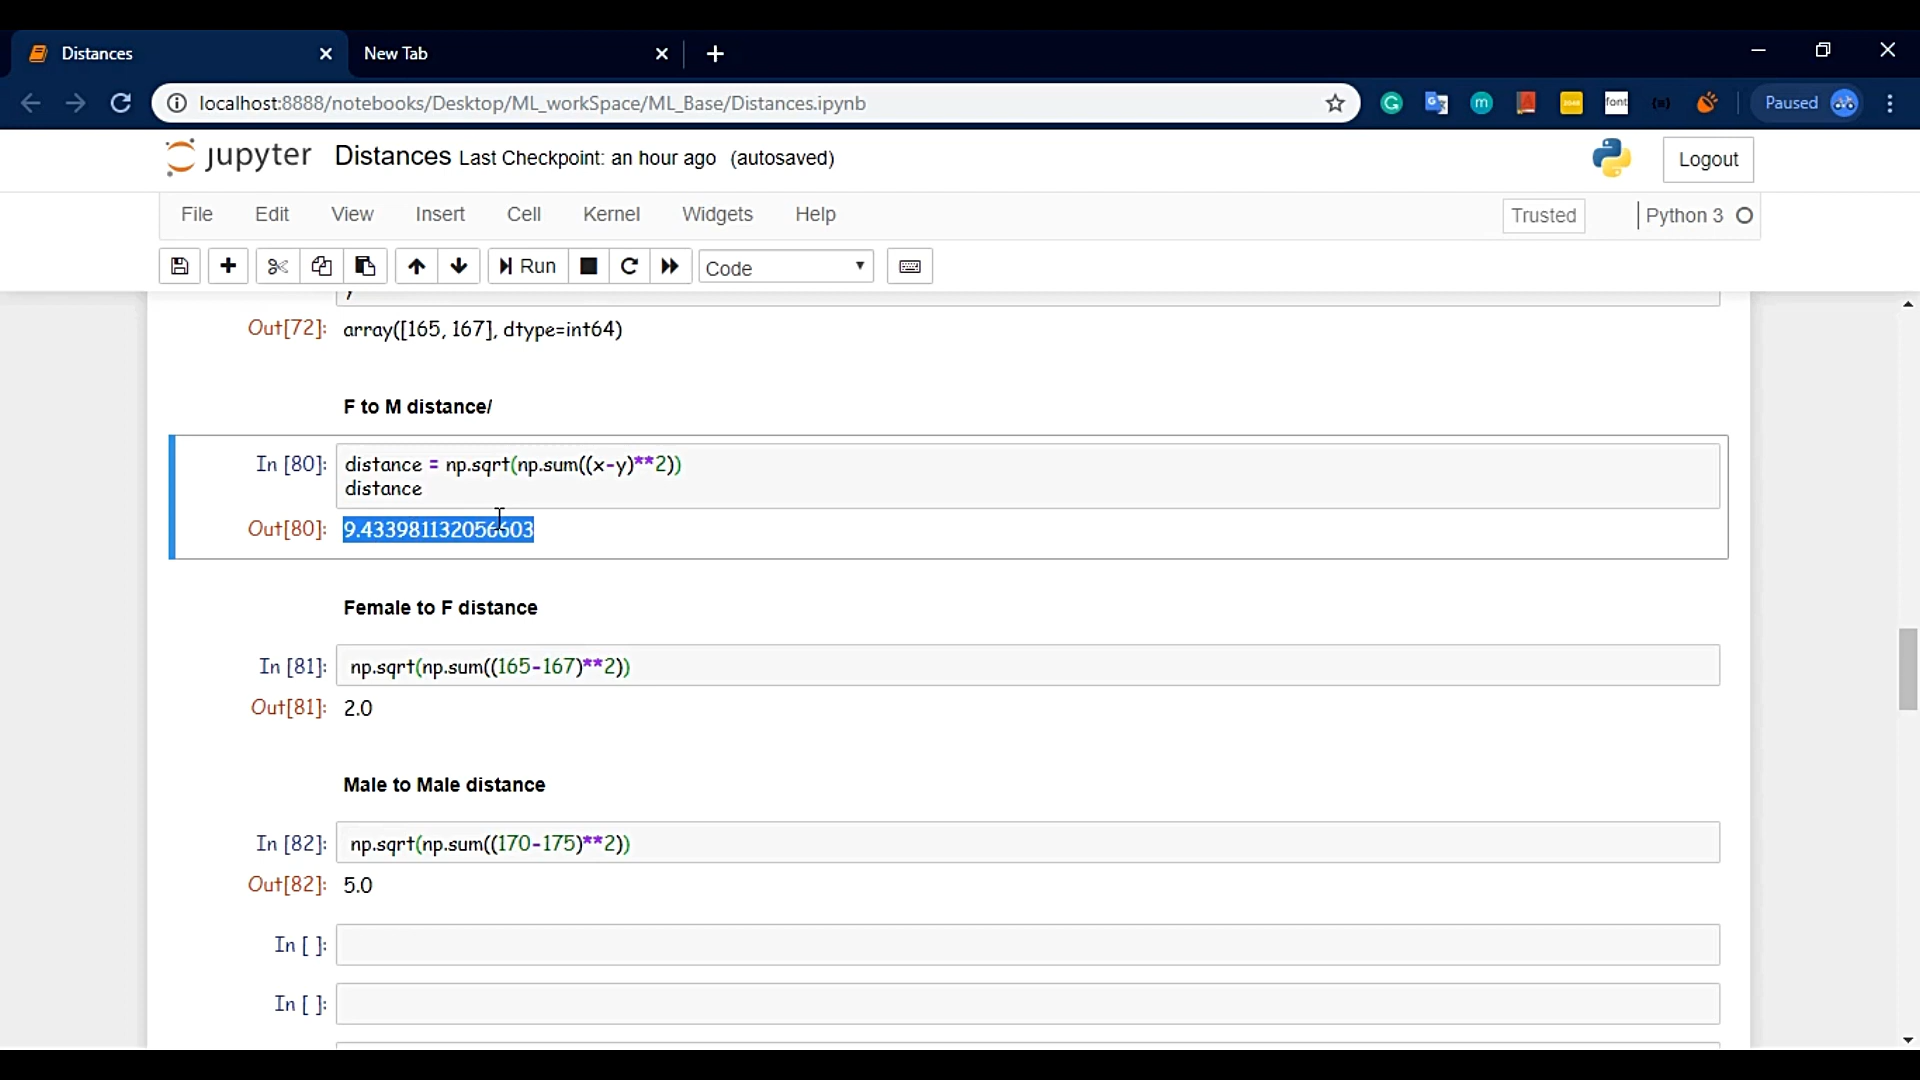 Distances
New Tab
localhost:8888/notebooks/Desktop/ML_workSpace/ML_Base/Distances.ipynb
font
Paused
jupyter Distances Last Checkpoint: an hour ago (autosaved)
Logout
File Edit View Insert Cell Kernel Widgets Help
Trusted
Python 3
Run
Code
Out[72]: array([165, 167], dtype=int64)
F to M distance/
In [80]: distance = np.sqrt(np.sum((x-y)**2))
distance
Out[80]: 9.433981132056603
Female to F distance
In [81]: np.sqrt(np.sum((165-167)**2))
Out[81]: 2.0
Male to Male distance
In [82]: np.sqrt(np.sum((170-175)**2))
Out[82]: 5.0
In [ ]:
In [ ]: